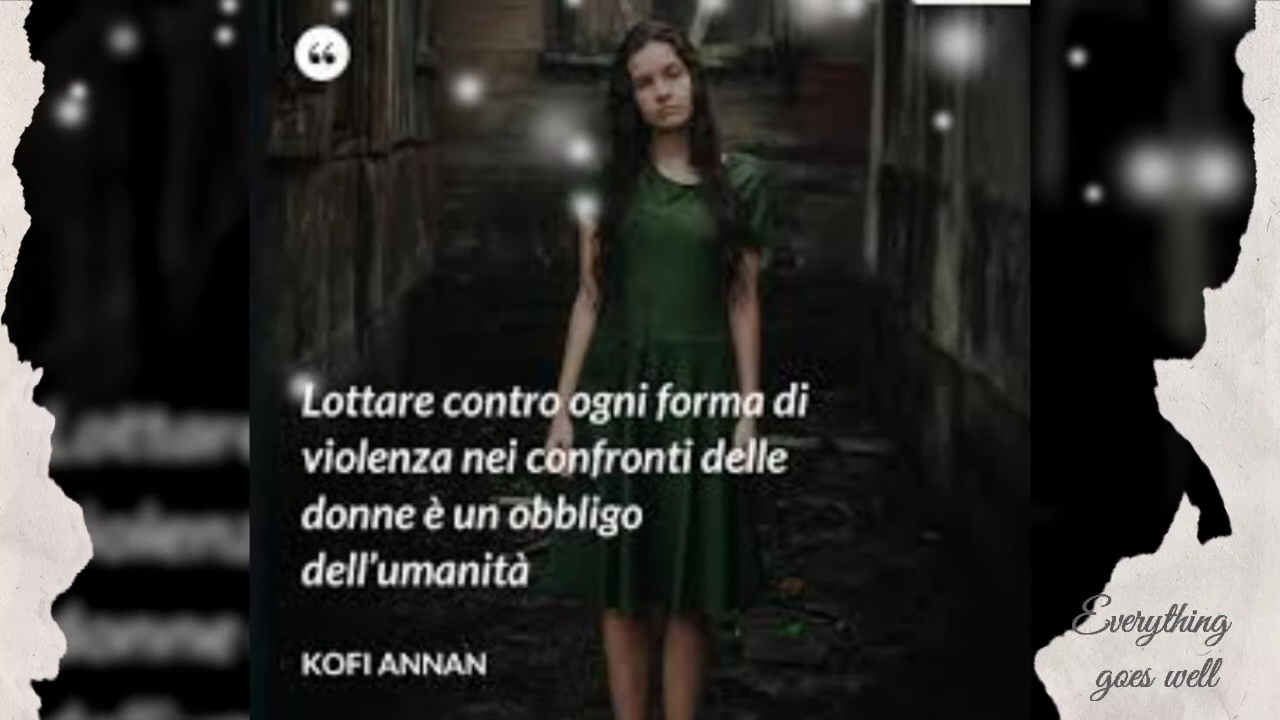 Lottare contro ogni forma di
violenza nei confronti delle
donne è un obbligo
dell'umanità
KOFI ANNAN
Everything
goes well